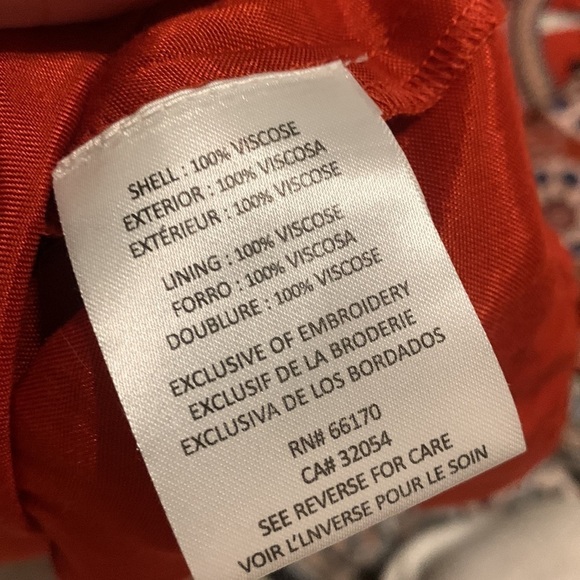 SHELL : 100% VISCOSE
EXTERIOR : 100% VISCOSA
EXTÉRIEUR : 100% VISCOSE
LINING : 100% VISCOSE
FORRO : 100% VISCOSA
DOUBLURE : 100% VISCOSE
EXCLUSIVE OF EMBROIDERY
EXCLUSIF DE LA BRODERIE
EXCLUSIVA DE LOS BORDADOS
RN# 66170
CA# 32054
SEE REVERSE FOR CARE
VOIR L'LNVERSE POUR LE SOIN